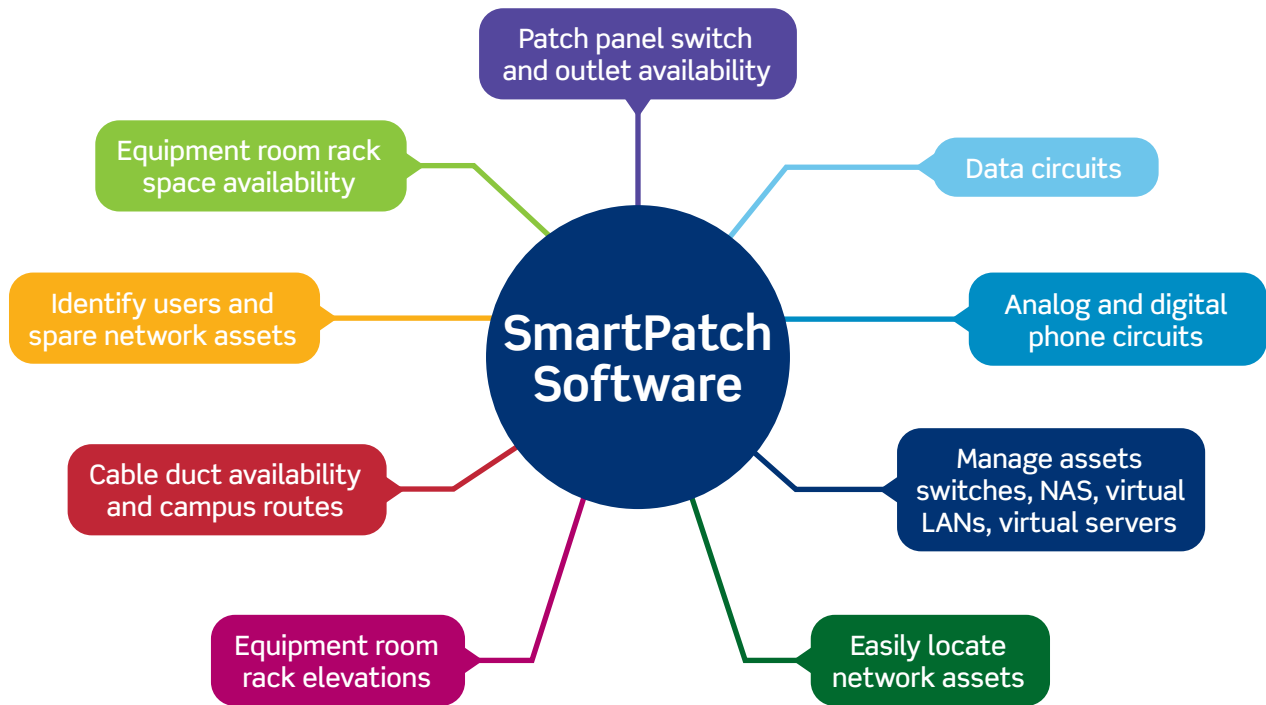 Patch panel switch
and outlet availability
Equipment room rack
space availability
Data circuits
Identify users and
spare network assets
SmartPatch
Software
Analog and digital
phone circuits
Cable duct availability
and campus routes
Manage assets
switches, NAS, virtual
LANs, virtual servers
Equipment room
rack elevations
Easily locate
network assets